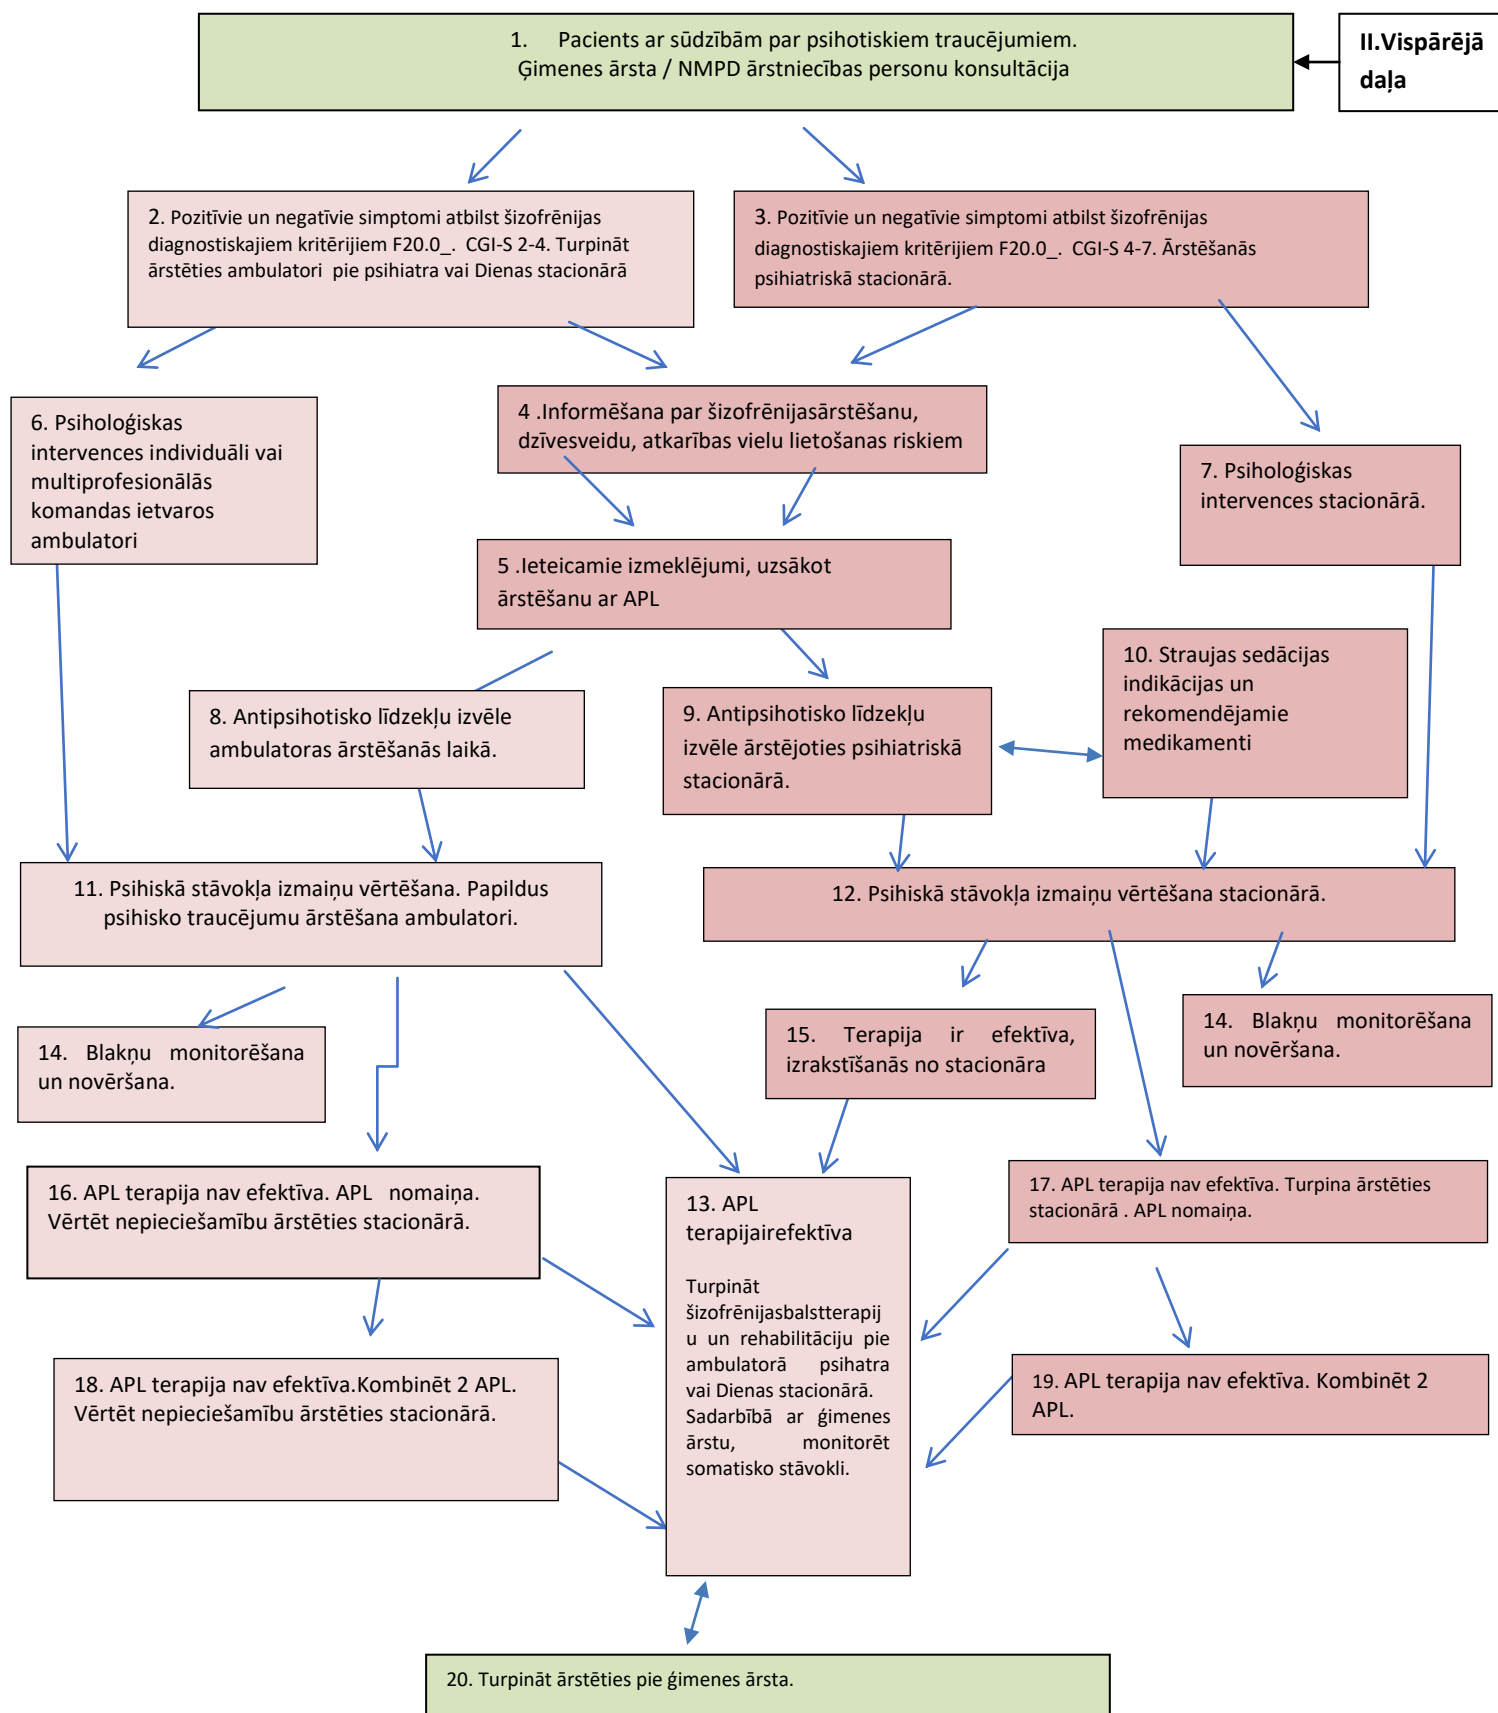 1. Pacients ar sūdzībām par psihotiskiem traucējumiem.
Ģimenes ārsta / NMPD ārstniecības personu konsultācija
II.Vispārējā
daļa
2. Pozitīvie un negatīvie simptomi atbilst šizofrēnijas
diagnostiskajiem kritērijiem F20.0_. CGI-S 2-4. Turpināt
ārstēties ambulatori pie psihiatra vai Dienas stacionārā
3. Pozitīvie un negatīvie simptomi atbilst šizofrēnijas
diagnostiskajiem kritērijiem F20.0_. CGI-S 4-7. Ārstēšanās
psihiatriskā stacionārā.
4 .Informēšana par šizofrēnijasārstēšanu,
dzīvesveidu, atkarības vielu lietošanas riskiem
6. Psiholoģiskas
intervences individuāli vai
multiprofesionālās
komandas ietvaros
ambulatori
7. Psiholoģiskas
intervences stacionārā.
5 .Ieteicamie izmeklējumi, uzsākot
ārstēšanu ar APL
8. Antipsihotisko līdzekļu izvēle
ambulatoras ārstēšanās laikā.
9. Antipsihotisko līdzekļu
izvēle ārstējoties psihiatriskā
stacionārā.
10. Straujas sedācijas
indikācijas un
rekomendējamie
medikamenti
11. Psihiskā stāvokļa izmaiņu vērtēšana. Papildus
psihisko traucējumu ārstēšana ambulatori.
12. Psihiskā stāvokļa izmaiņu vērtēšana stacionārā.
14. Blakņu monitorēšana
un novēršana.
15. Terapija ir efektīva,
izrakstīšanās no stacionāra
14. Blakņu monitorēšana
un novēršana.
16. APL terapija nav efektīva. APL nomaiņa.
Vērtēt nepieciešamību ārstēties stacionārā.
13. APL
terapijairefektīva
Turpināt
šizofrēnijasbalstterapij
u un rehabilitāciju pie
ambulatorā psihatra
vai Dienas stacionārā.
Sadarbībā ar ģimenes
ārstu, monitorēt
somatisko stāvokli.
17. APL terapija nav efektīva. Turpina ārstēties
stacionārā . APL nomaiņa.
18. APL terapija nav efektīva.Kombinēt 2 APL.
Vērtēt nepieciešamību ārstēties stacionārā.
19. APL terapija nav efektīva. Kombinēt 2
APL.
20. Turpināt ārstēties pie ģimenes ārsta.